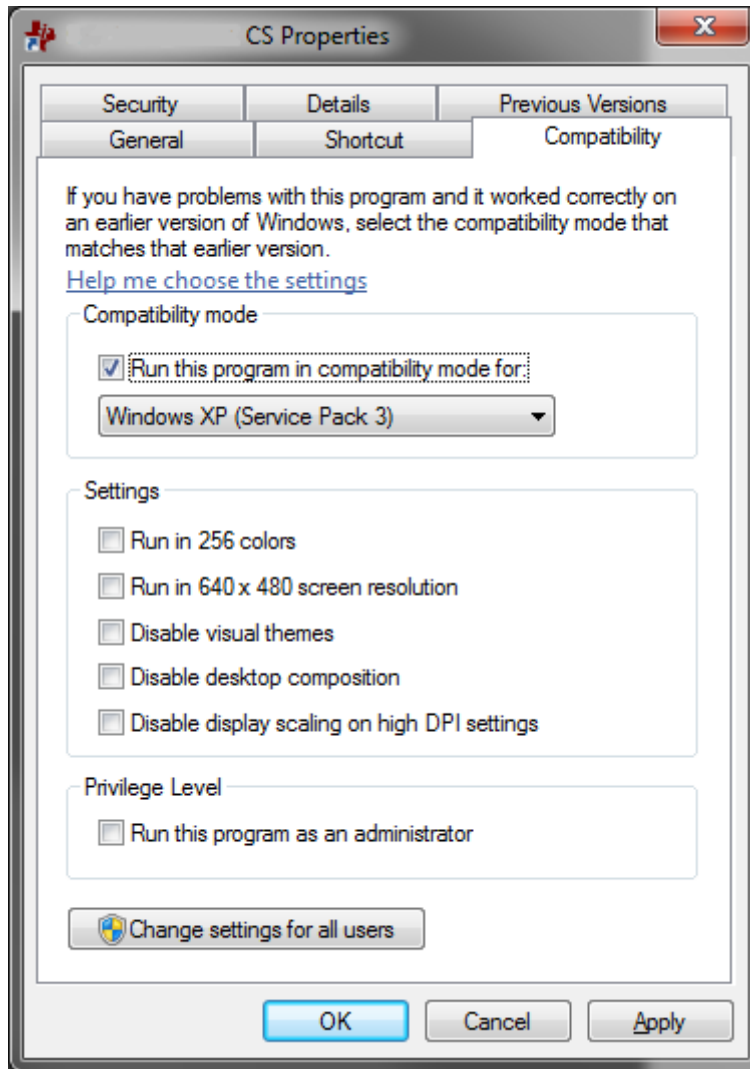 CS Properties
Security Details Previous Versions
General Shortcut Compatibility
If you have problems with this program and it worked correctly on
an earlier version of Windows, select the compatibility mode that
matches that earlier version.
Help me choose the settings
Compatibility mode
Run this program in compatibility mode for:
Windows XP (Service Pack 3)
Settings
Run in 256 colors
Run in 640 x 480 screen resolution
Disable visual themes
Disable desktop composition
Disable display scaling on high DPI settings
Privilege Level
Run this program as an administrator
Change settings for all users
OK Cancel Apply